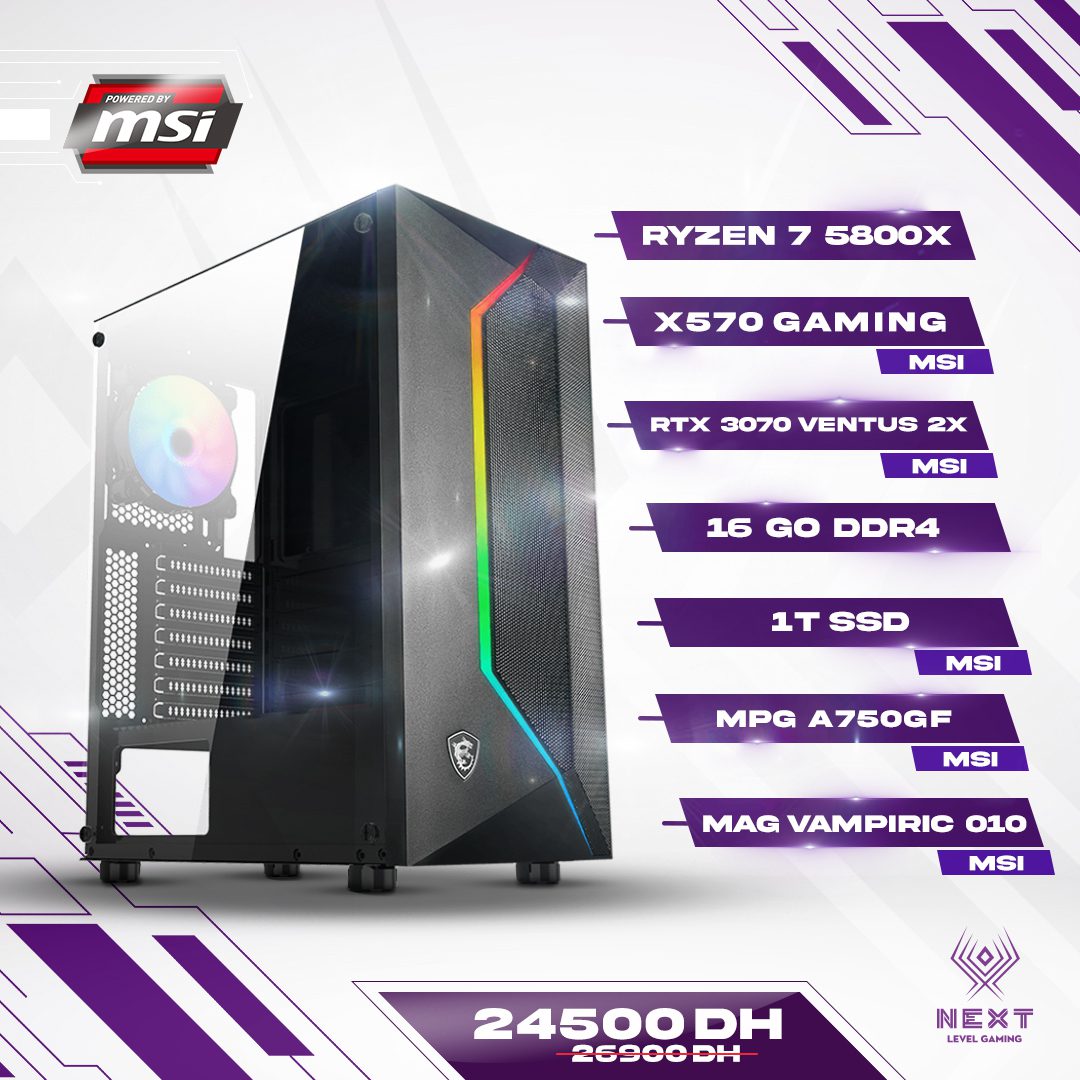 POWERED BY
msi
RYZEN 7 5800X
X570 GAMING
MSI
RTX 3070 VENTUS 2X
MSI
16 GO DDR4
1T SSD
MSI
MPG A750GF
MSI
MAG VAMPIRIC 010
MSI
24500 DH
26900 DH
NEXT
LEVEL GAMING